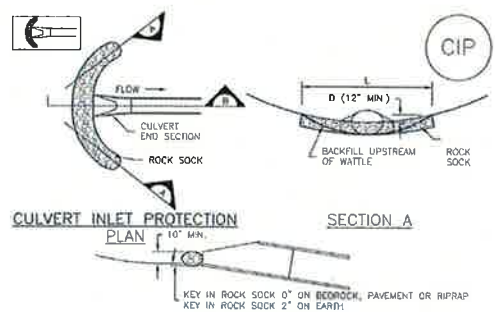 CIP
A
FLOW
B
CULVERT
END SECTION
ROCK SOCK
A
L
D (12" MIN )
BACKFILL UPSTREAM
OF WATTLE
ROCK
SOCK
CULVERT INLET PROTECTION
PLAN
SECTION A
10" MIN.
KEY IN ROCK SOCK 0" ON BEDROCK, PAVEMENT OR RIPRAP
KEY IN ROCK SOCK 2" ON EARTH